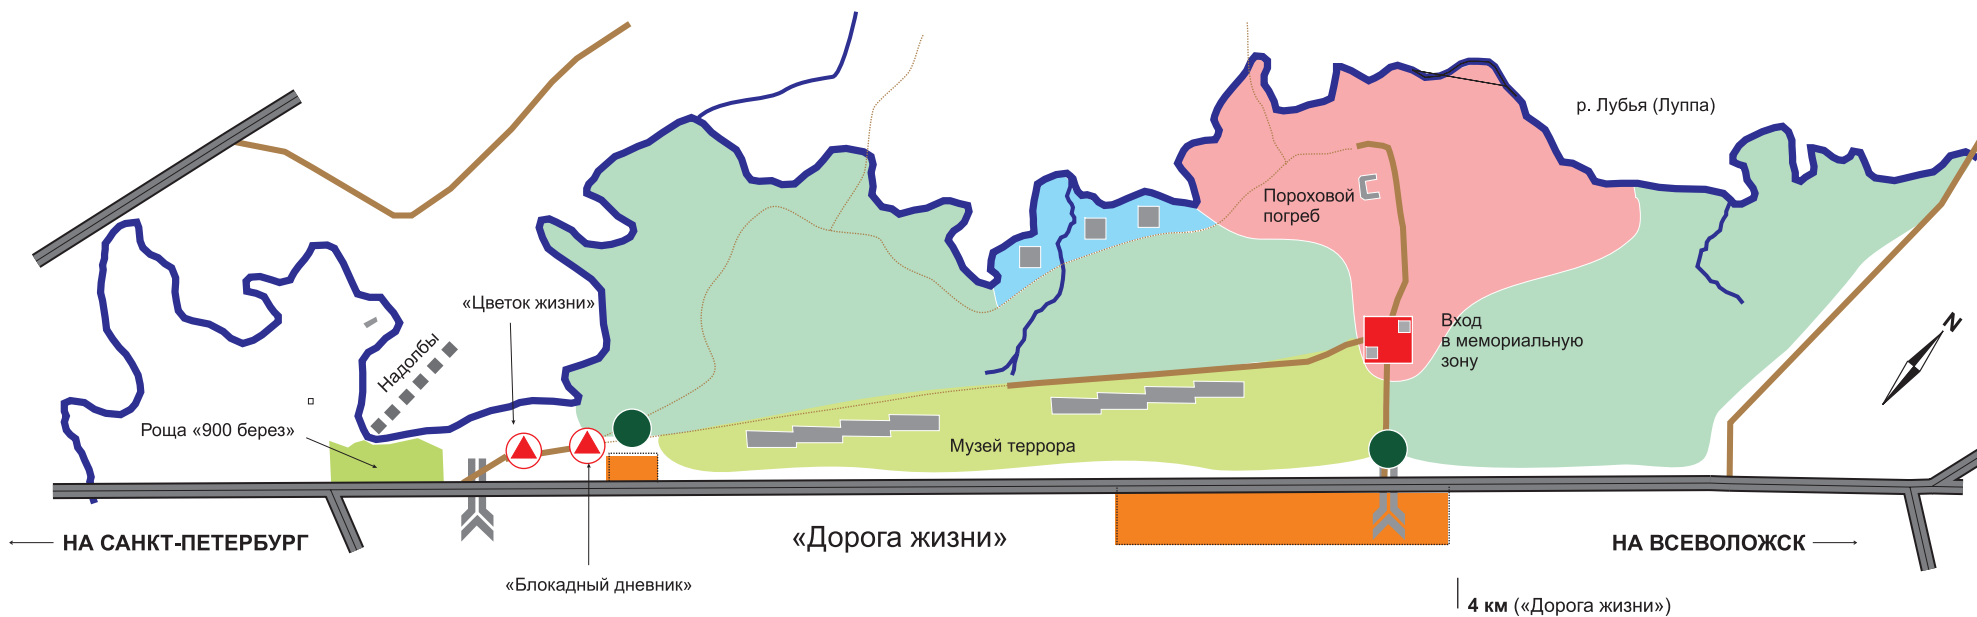 р. Лубья (Луппа)
Пороховой
погреб
«Цветок жизни»
Вход
в мемориальную
зону
N
Надолбы
Роща «900 берез»
Музей террора
НА САНКТ-ПЕТЕРБУРГ
«Дорога жизни»
НА ВСЕВОЛОЖСК
«Блокадный дневник»
4 км («Дорога жизни»)